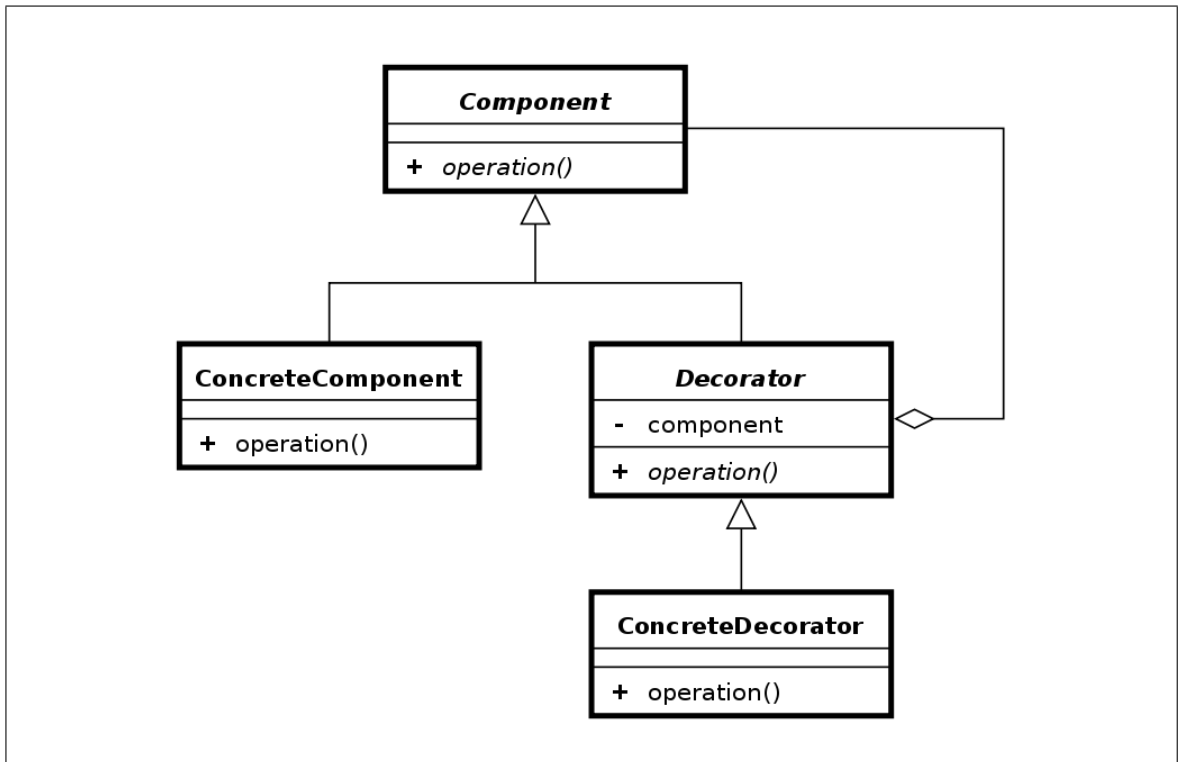 Component
+ operation()
ConcreteComponent
+ operation()
Decorator
- component
+ operation()
ConcreteDecorator
+ operation()